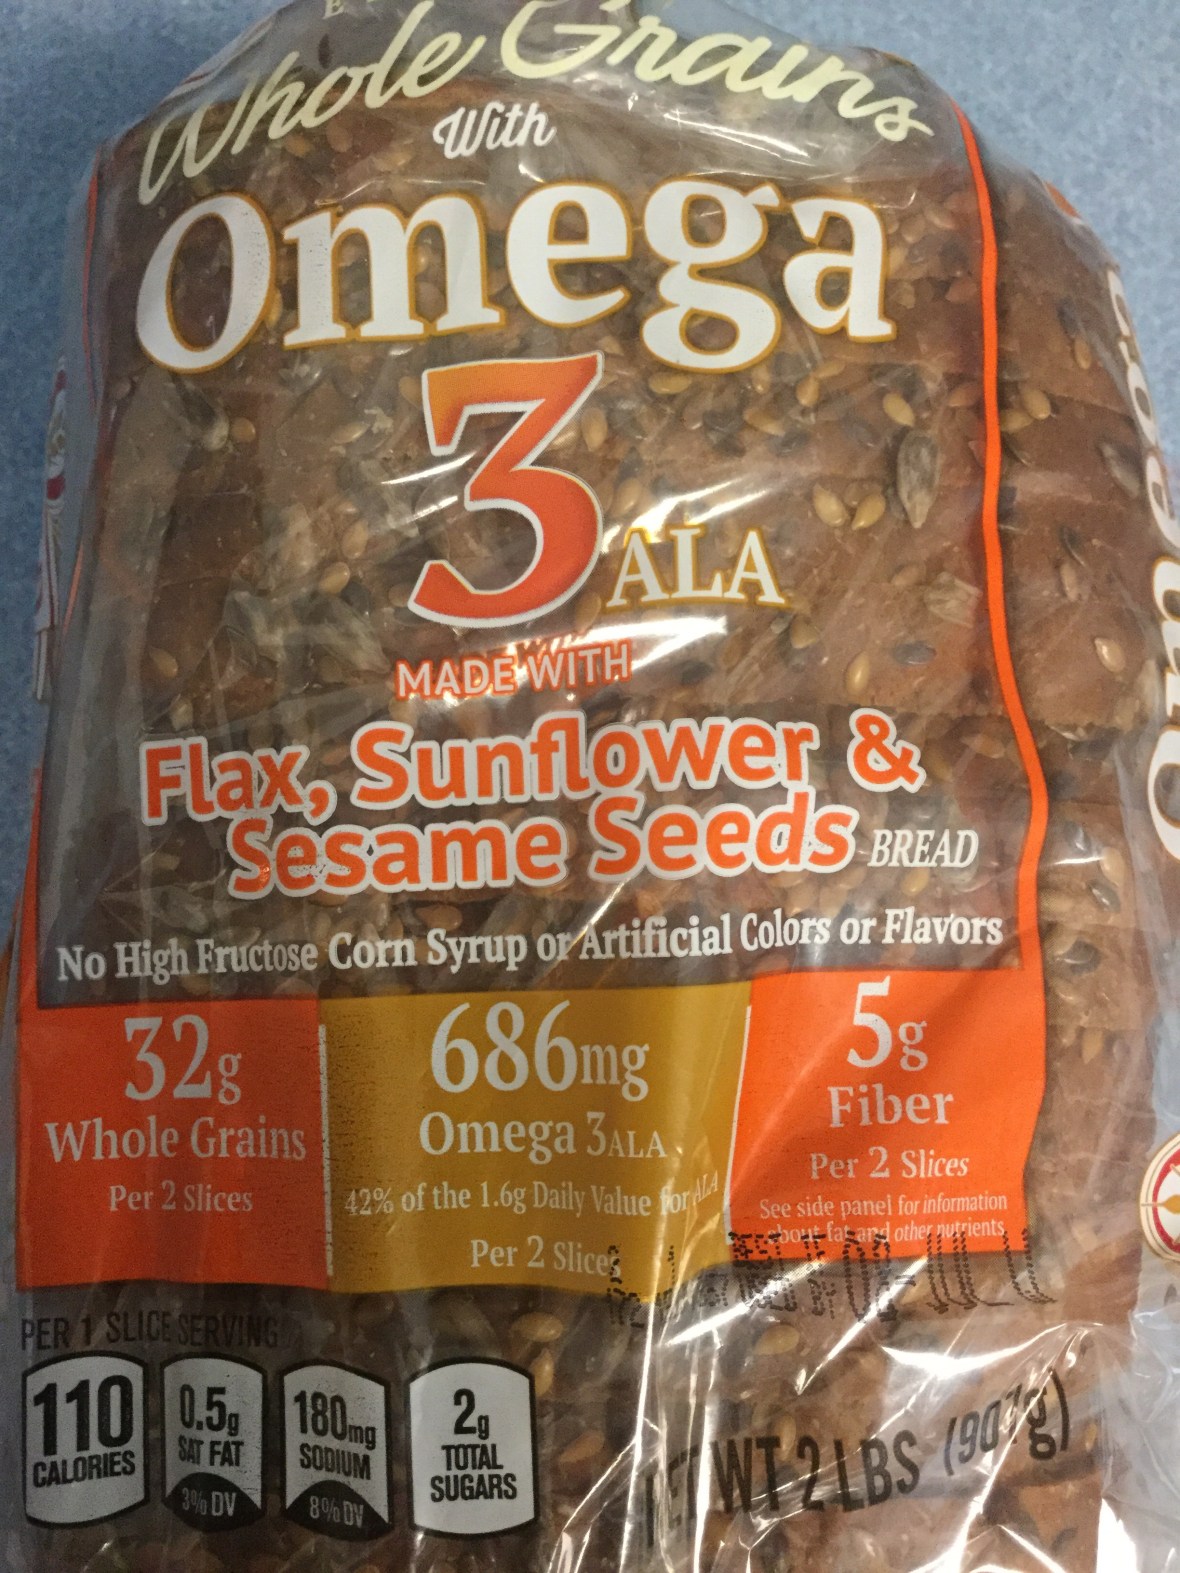 Whole Grains
With
Omega
3 ALA
MADE WITH
Flax, Sunflower &
Sesame Seeds BREAD
No High Fructose Corn Syrup or Artificial Colors or Flavors
32g
Whole Grains
Per 2 Slices
686mg
Omega 3 ALA
42% of the 1.6g Daily Value for ALA
Per 2 Slices
5g
Fiber
Per 2 Slices
See side panel for information
about fat and other nutrients
PER 1 SLICE SERVING
110
CALORIES
0.5g
SAT FAT
3% DV
180mg
SODIUM
8% DV
2g
TOTAL
SUGARS
NET WT 2 LBS (907g)
Omega